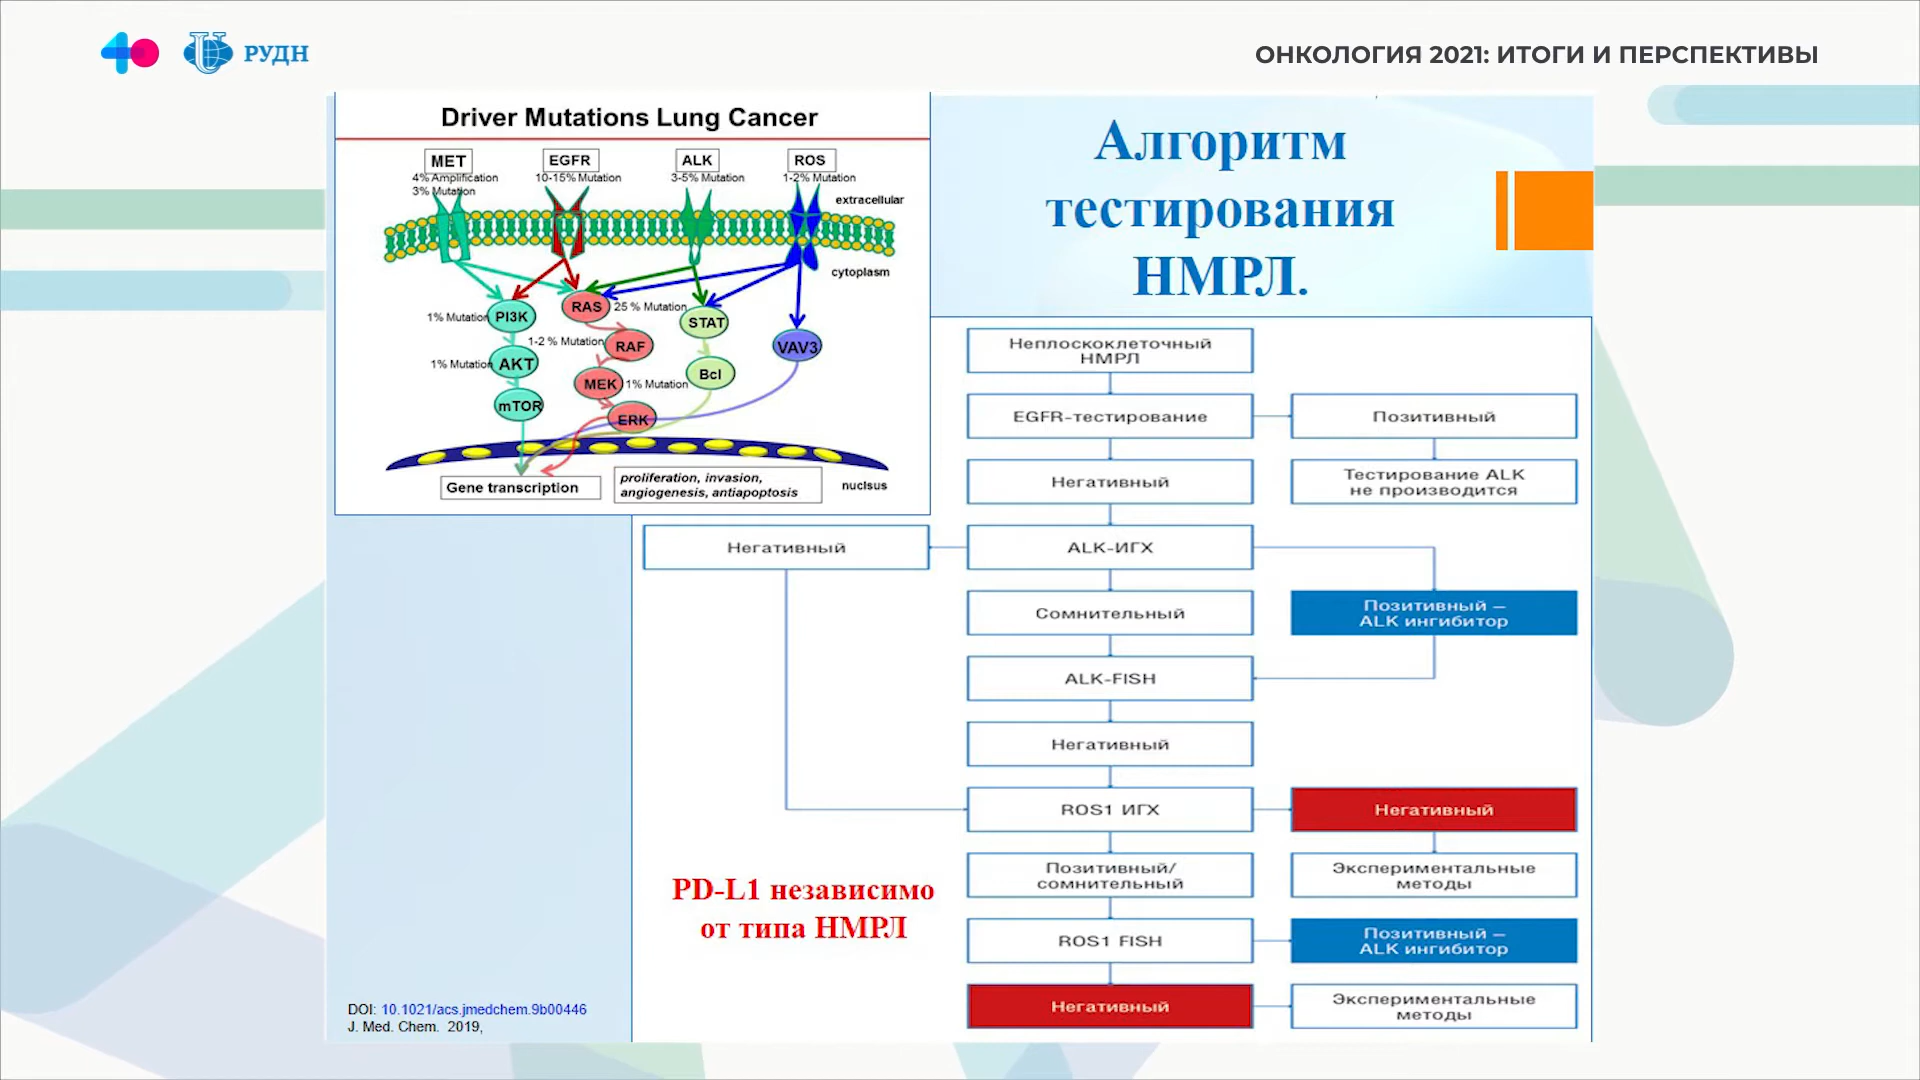 РУДН
ОНКОЛОГИЯ 2021: ИТОГИ И ПЕРСПЕКТИВЫ
Driver Mutations Lung Cancer
MET
4% Amplification
3% Mutation
EGFR
10-15% Mutation
ALK
3-5% Mutation
ROS
1-2% Mutation
extracellular
cytoplasm
RAS
25 % Mutation
1% Mutation
PI3K
STAT
1-2 % Mutation
RAF
VAV3
1% Mutation
AKT
Bcl
MEK
1% Mutation
mTOR
ERK
Gene transcription
proliferation, invasion,
angiogenesis, antiapoptosis
nuclsus
Алгоритм
тестирования
НМРЛ.
Неплоскоклеточный
НМРЛ
EGFR-тестирование
Позитивный
Негативный
Тестирование ALK
не производится
Негативный
ALK-ИГХ
Сомнительный
Позитивный –
ALK ингибитор
ALK-FISH
Негативный
ROS1 ИГХ
Негативный
Позитивный/
сомнительный
Экспериментальные
методы
PD-L1 независимо
от типа НМРЛ
ROS1 FISH
Позитивный –
ALK ингибитор
Негативный
Экспериментальные
методы
DOI: 10.1021/acs.jmedchem.9b00446
J. Med. Chem. 2019,